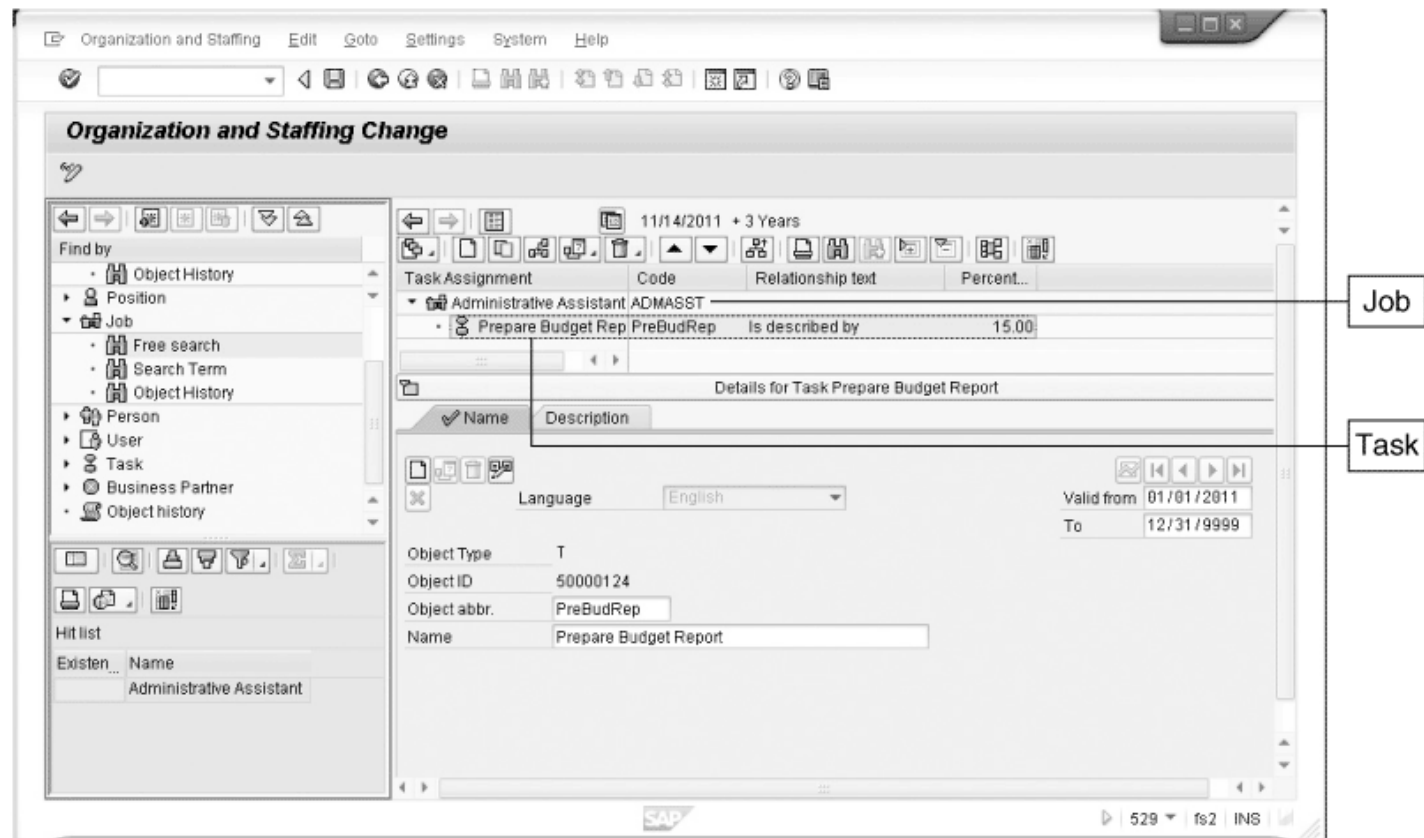 Organization and Staffing Edit Goto Settings System Help
Organization and Staffing Change
11/14/2011 + 3 Years
Find by
Object History
Position
Job
Free search
Search Term
Object History
Person
User
Task
Business Partner
Object history
Hit list
Existen... Name
Administrative Assistant
Task Assignment Code Relationship text Percent...
Administrative Assistant ADMASST
Prepare Budget Rep PreBudRep Is described by 15.00
Details for Task Prepare Budget Report
Name Description
Language English Valid from 01/01/2011
To 12/31/9999
Object Type T
Object ID 50000124
Object abbr. PreBudRep
Name Prepare Budget Report
Job
Task
SAP 529 fs2 INS